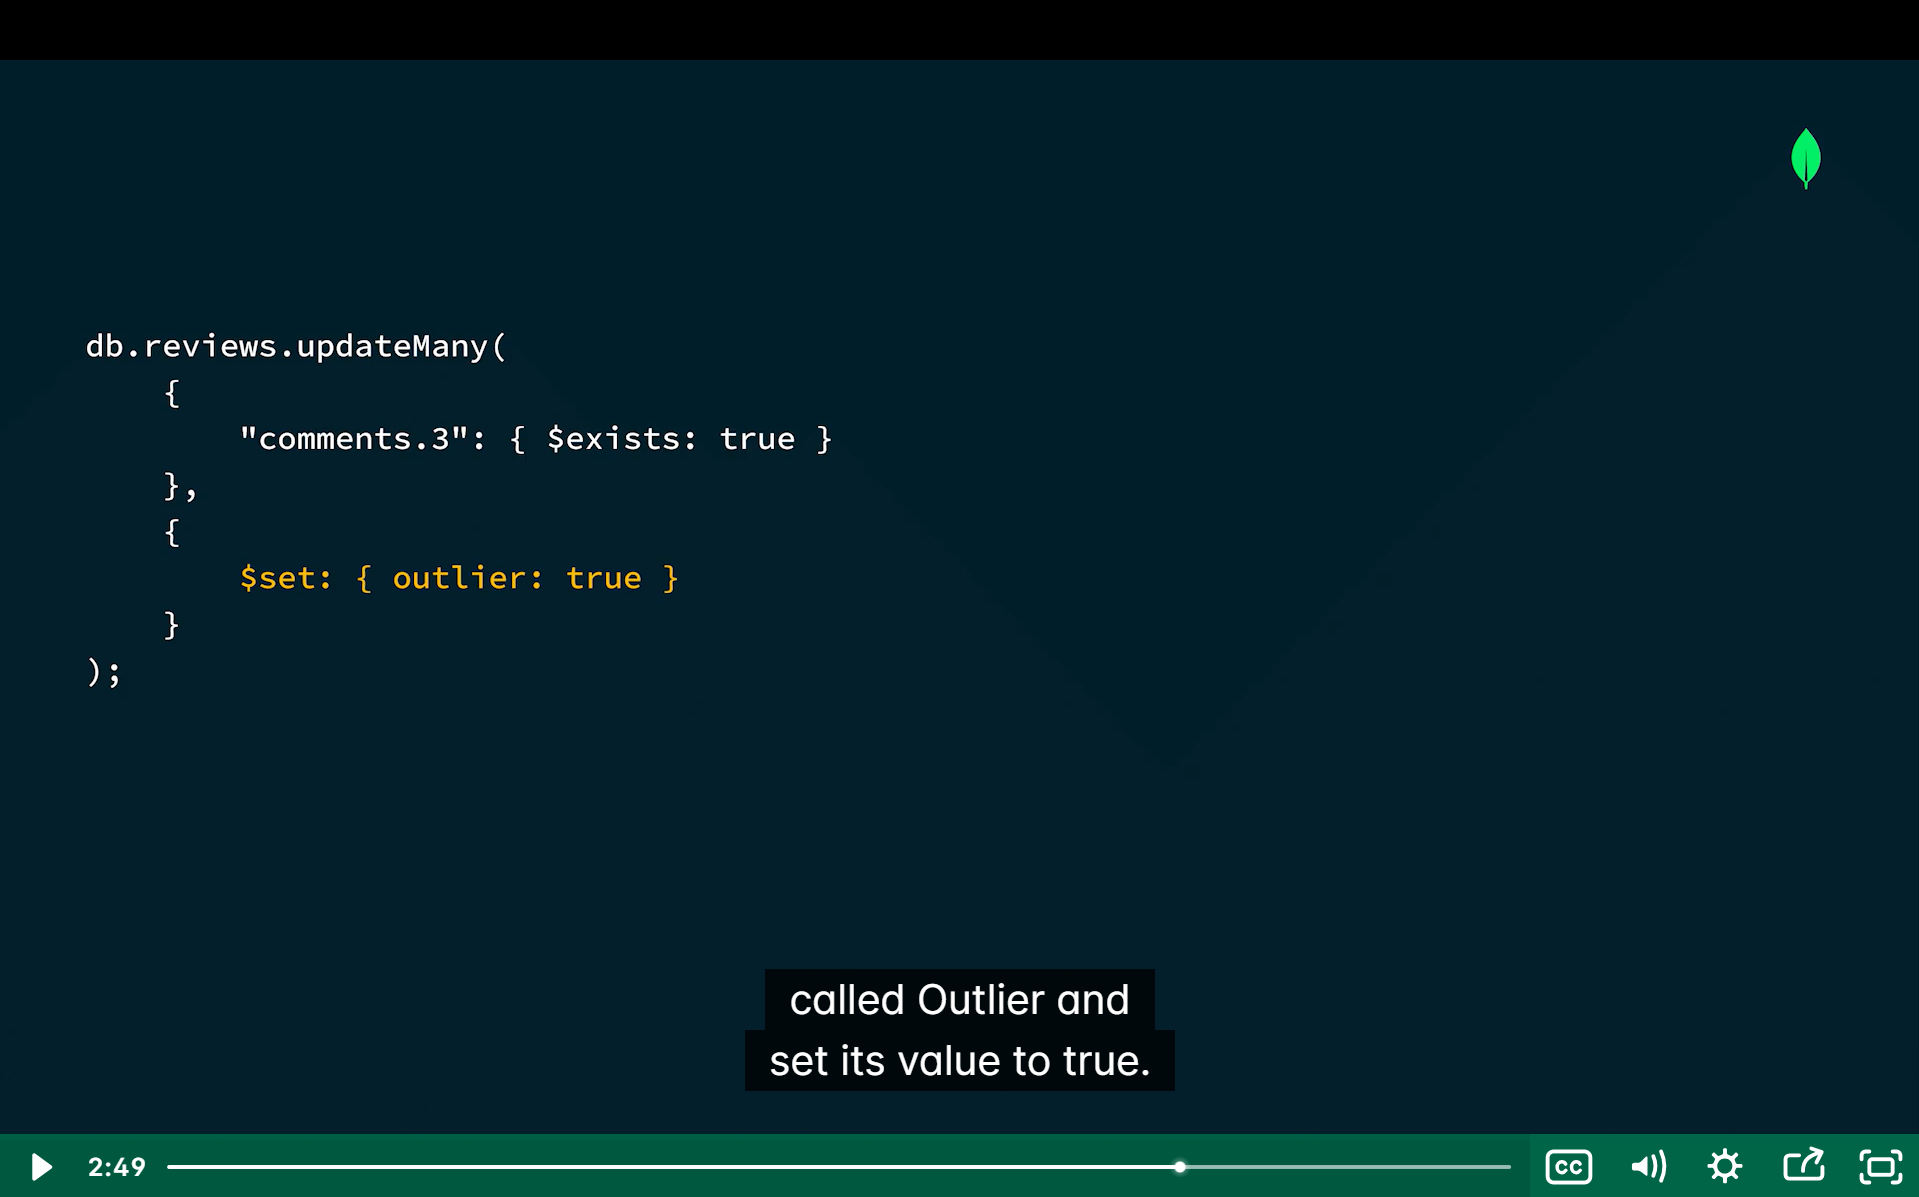 db.reviews.updateMany(
{
"comments.3": { $exists: true }
},
{
$set: { outlier: true }
}
);
called Outlier and
set its value to true.
2:49
CC